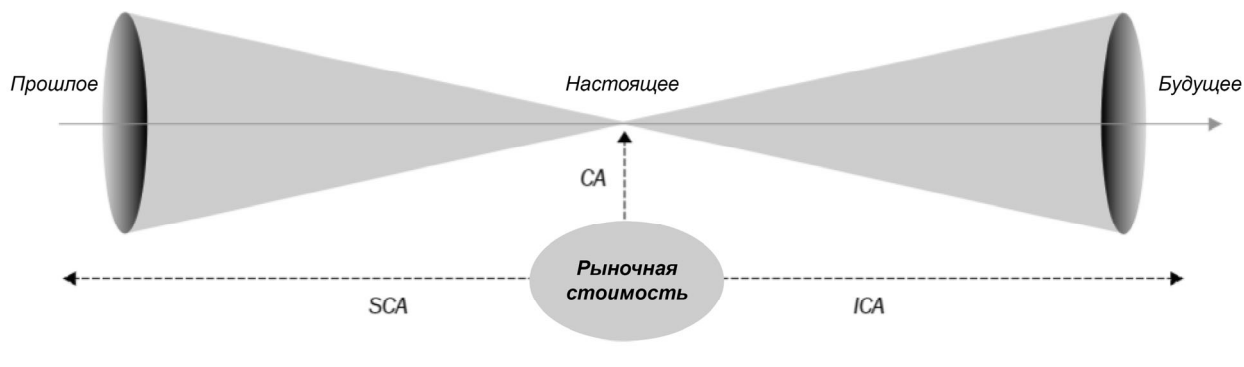 Прошлое
Настоящее
Будущее
CA
Рыночная
стоимость
SCA
ICA